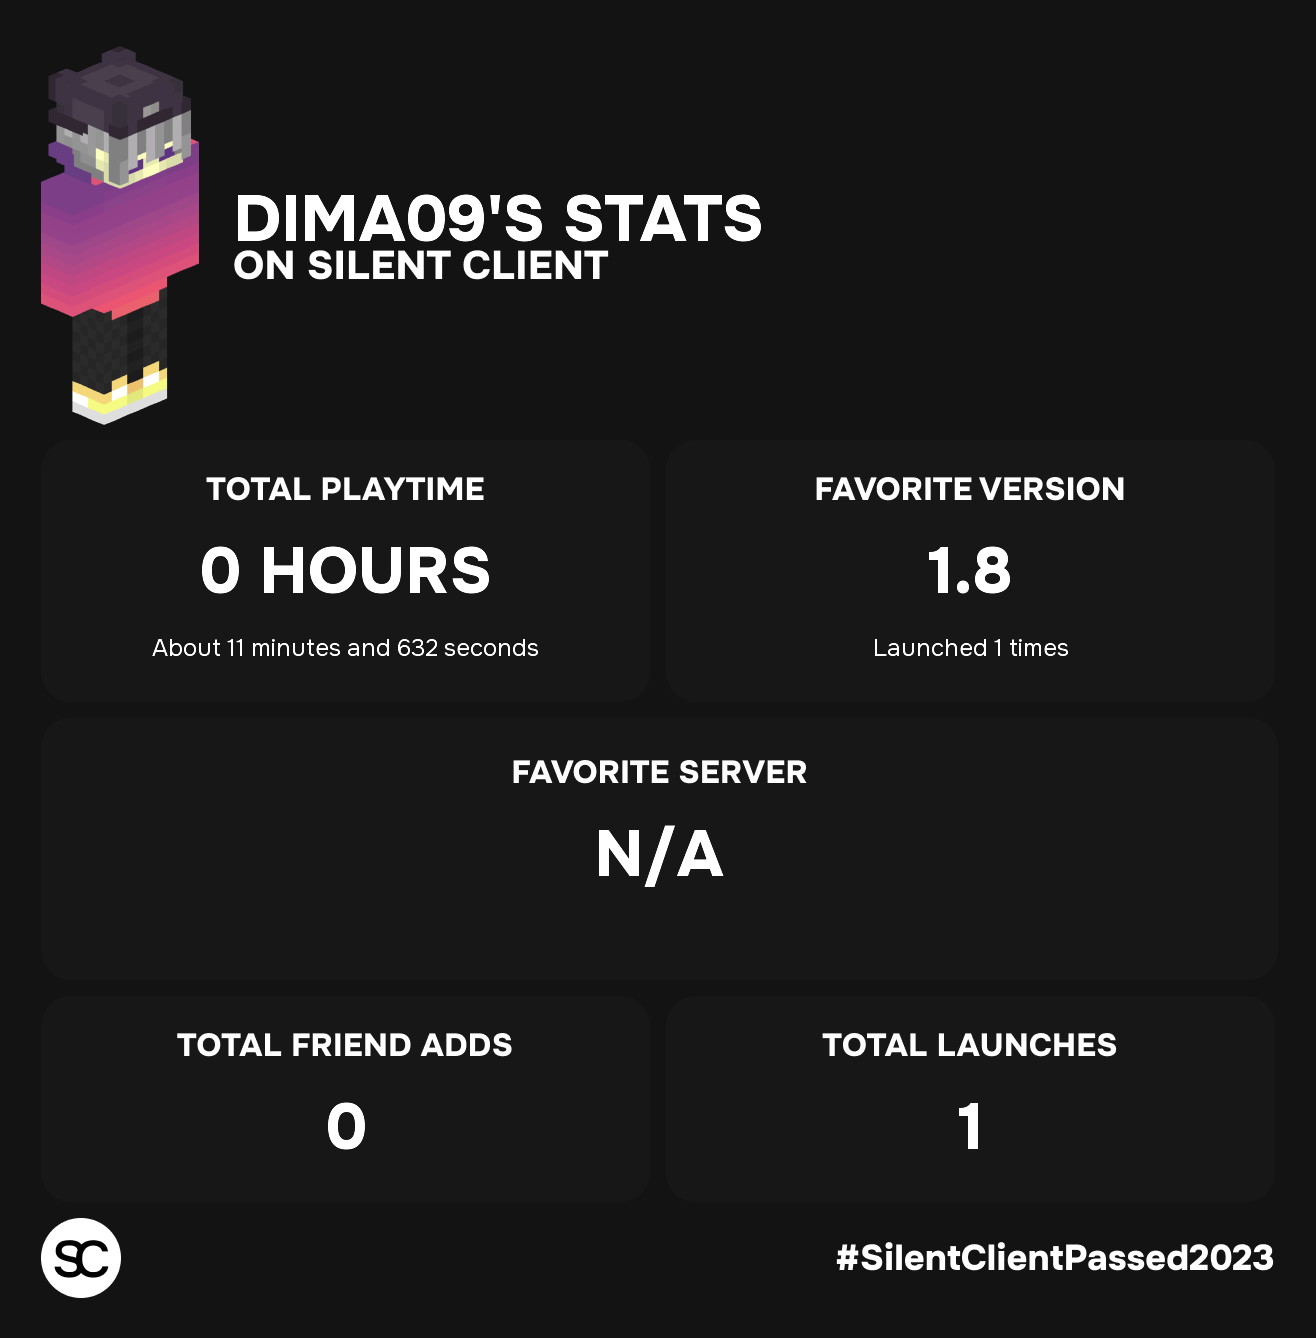 DIMA09'S STATS
ON SILENT CLIENT
TOTAL PLAYTIME
0 HOURS
About 11 minutes and 632 seconds
FAVORITE VERSION
1.8
Launched 1 times
FAVORITE SERVER
N/A
TOTAL FRIEND ADDS
0
TOTAL LAUNCHES
1
SC
#SilentClientPassed2023